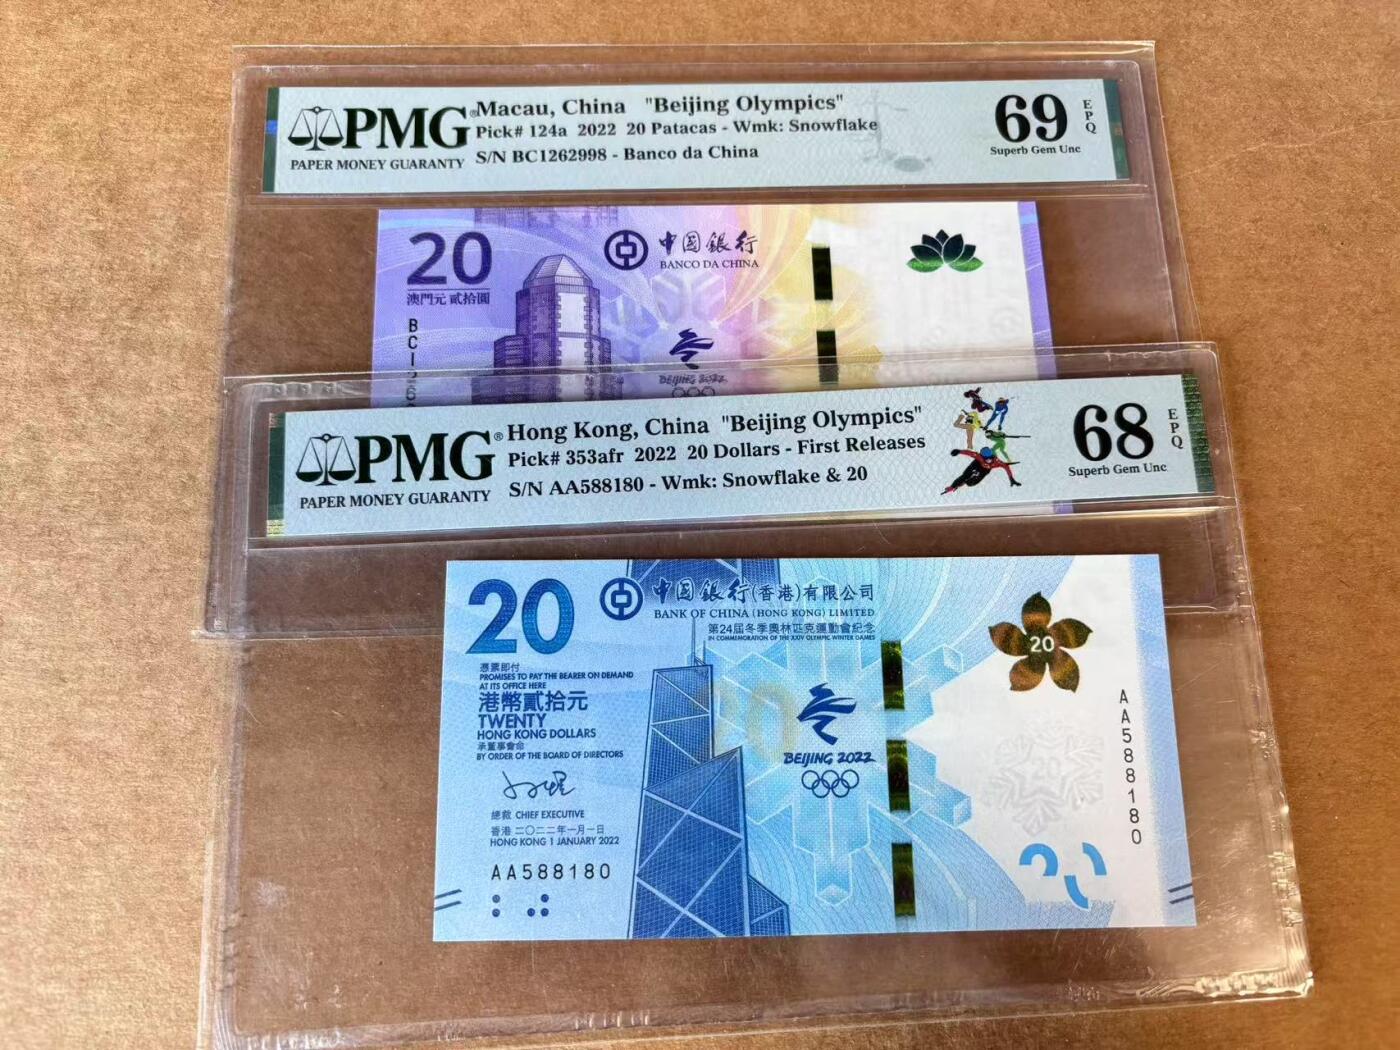 PMG®
PAPER MONEY GUARANTY
Macau, China "Beijing Olympics"
Pick# 124a 2022 20 Patacas - Wmk: Snowflake
S/N BC1262998 - Banco da China
69
EPQ
Superb Gem Unc
20
澳門元 貳拾圓
中國銀行
BANCO DA CHINA
BEIJING 2022
PMG®
PAPER MONEY GUARANTY
Hong Kong, China "Beijing Olympics"
Pick# 353afr 2022 20 Dollars - First Releases
S/N AA588180 - Wmk: Snowflake & 20
68
EPQ
Superb Gem Unc
20
中國銀行(香港)有限公司
BANK OF CHINA (HONG KONG) LIMITED
第24屆冬季奧林匹克運動會紀念
IN COMMEMORATION OF THE XXIV OLYMPIC WINTER GAMES
憑票即付
PROMISES TO PAY THE BEARER ON DEMAND
AT ITS OFFICE HERE
港幣貳拾元
TWENTY
HONG KONG DOLLARS
承董事會命
BY ORDER OF THE BOARD OF DIRECTORS
總裁 CHIEF EXECUTIVE
香港 二〇二二年一月一日
HONG KONG 1 JANUARY 2022
AA588180
20
BEIJING 2022
20
AA588180
20